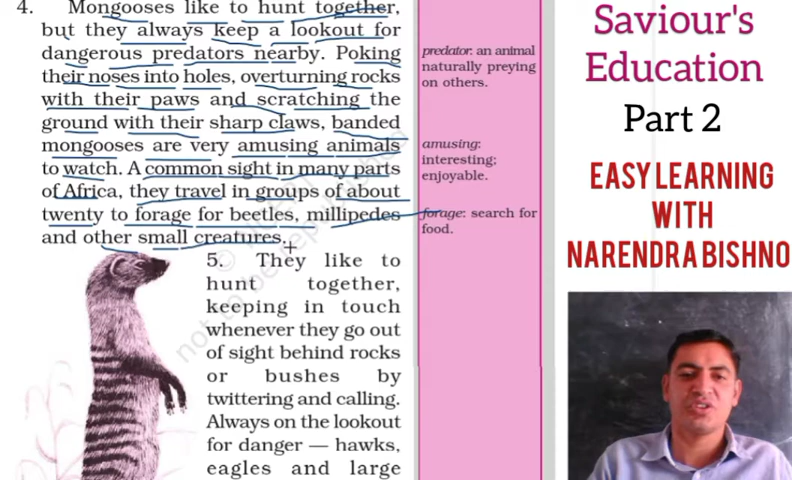 4. Mongooses like to hunt together,
but they always keep a lookout for
dangerous predators nearby. Poking
their noses into holes, overturning rocks
with their paws and scratching the
ground with their sharp claws, banded
mongooses are very amusing animals
to watch. A common sight in many parts
of Africa, they travel in groups of about
twenty to forage for beetles, millipedes
and other small creatures.
5. They like to
hunt together,
keeping in touch
whenever they go out
of sight behind rocks
or bushes by
twittering and calling.
Always on the lookout
for danger — hawks,
eagles and large
predator: an animal
naturally preying
on others.
amusing:
interesting;
enjoyable.
forage: search for
food.
Saviour's
Education
Part 2
EASY LEARNING
WITH
NARENDRA BISHNO
not to be republished